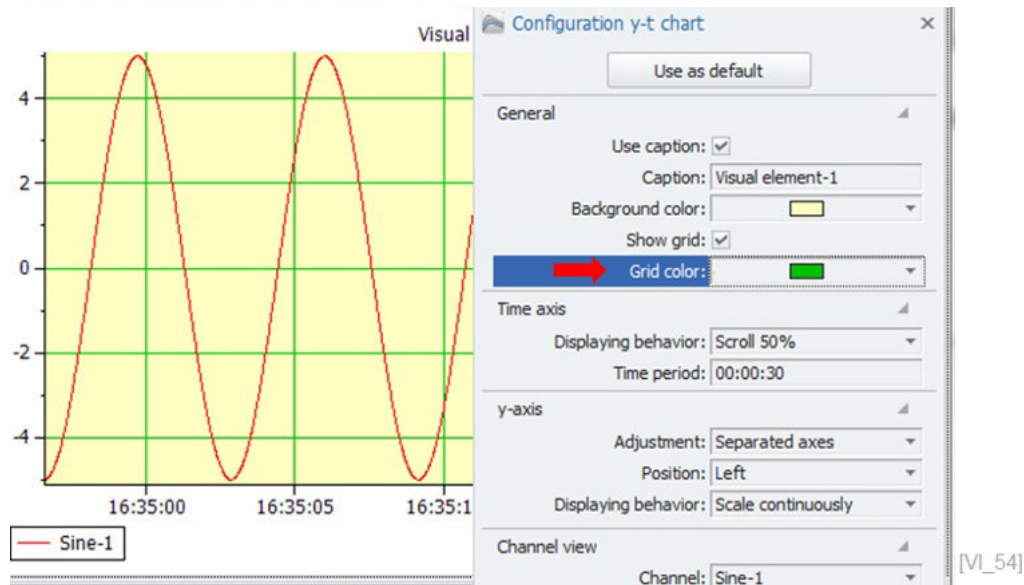 Visual
4
2
0
-2
-4
16:35:00 16:35:05 16:35:1
Sine-1
Configuration y-t chart
Use as default
General
Use caption:
Caption: Visual element-1
Background color:
Show grid:
Grid color:
Time axis
Displaying behavior: Scroll 50%
Time period: 00:00:30
y-axis
Adjustment: Separated axes
Position: Left
Displaying behavior: Scale continuously
Channel view
Channel: Sine-1
[VI_54]